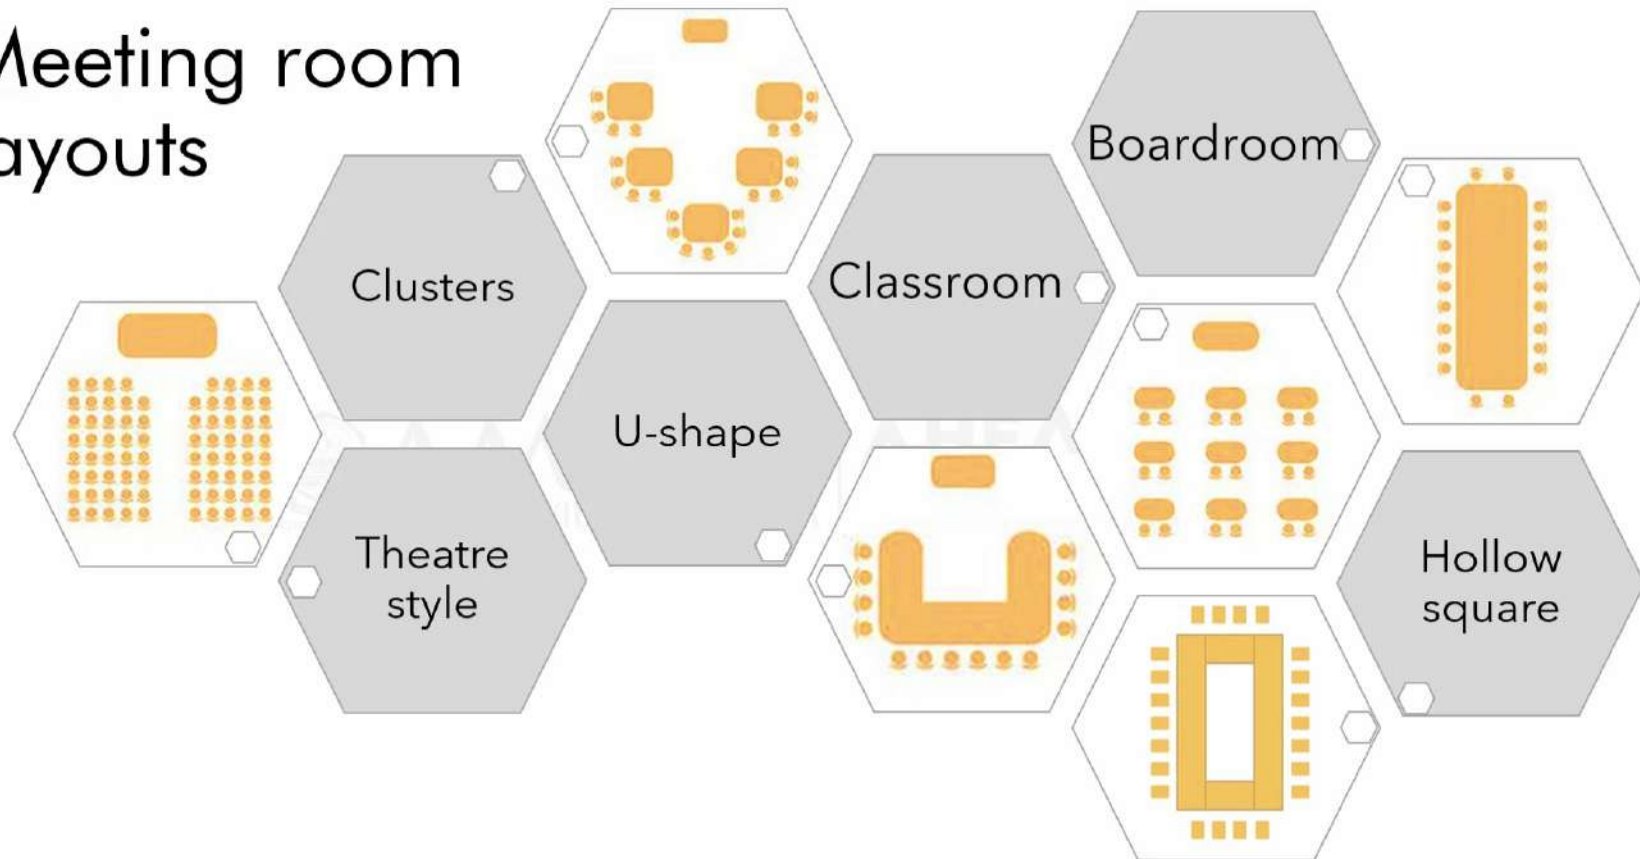 Meeting room
ayouts
Clusters
Classroom
Boardroom
U-shape
Theatre
style
Hollow
square